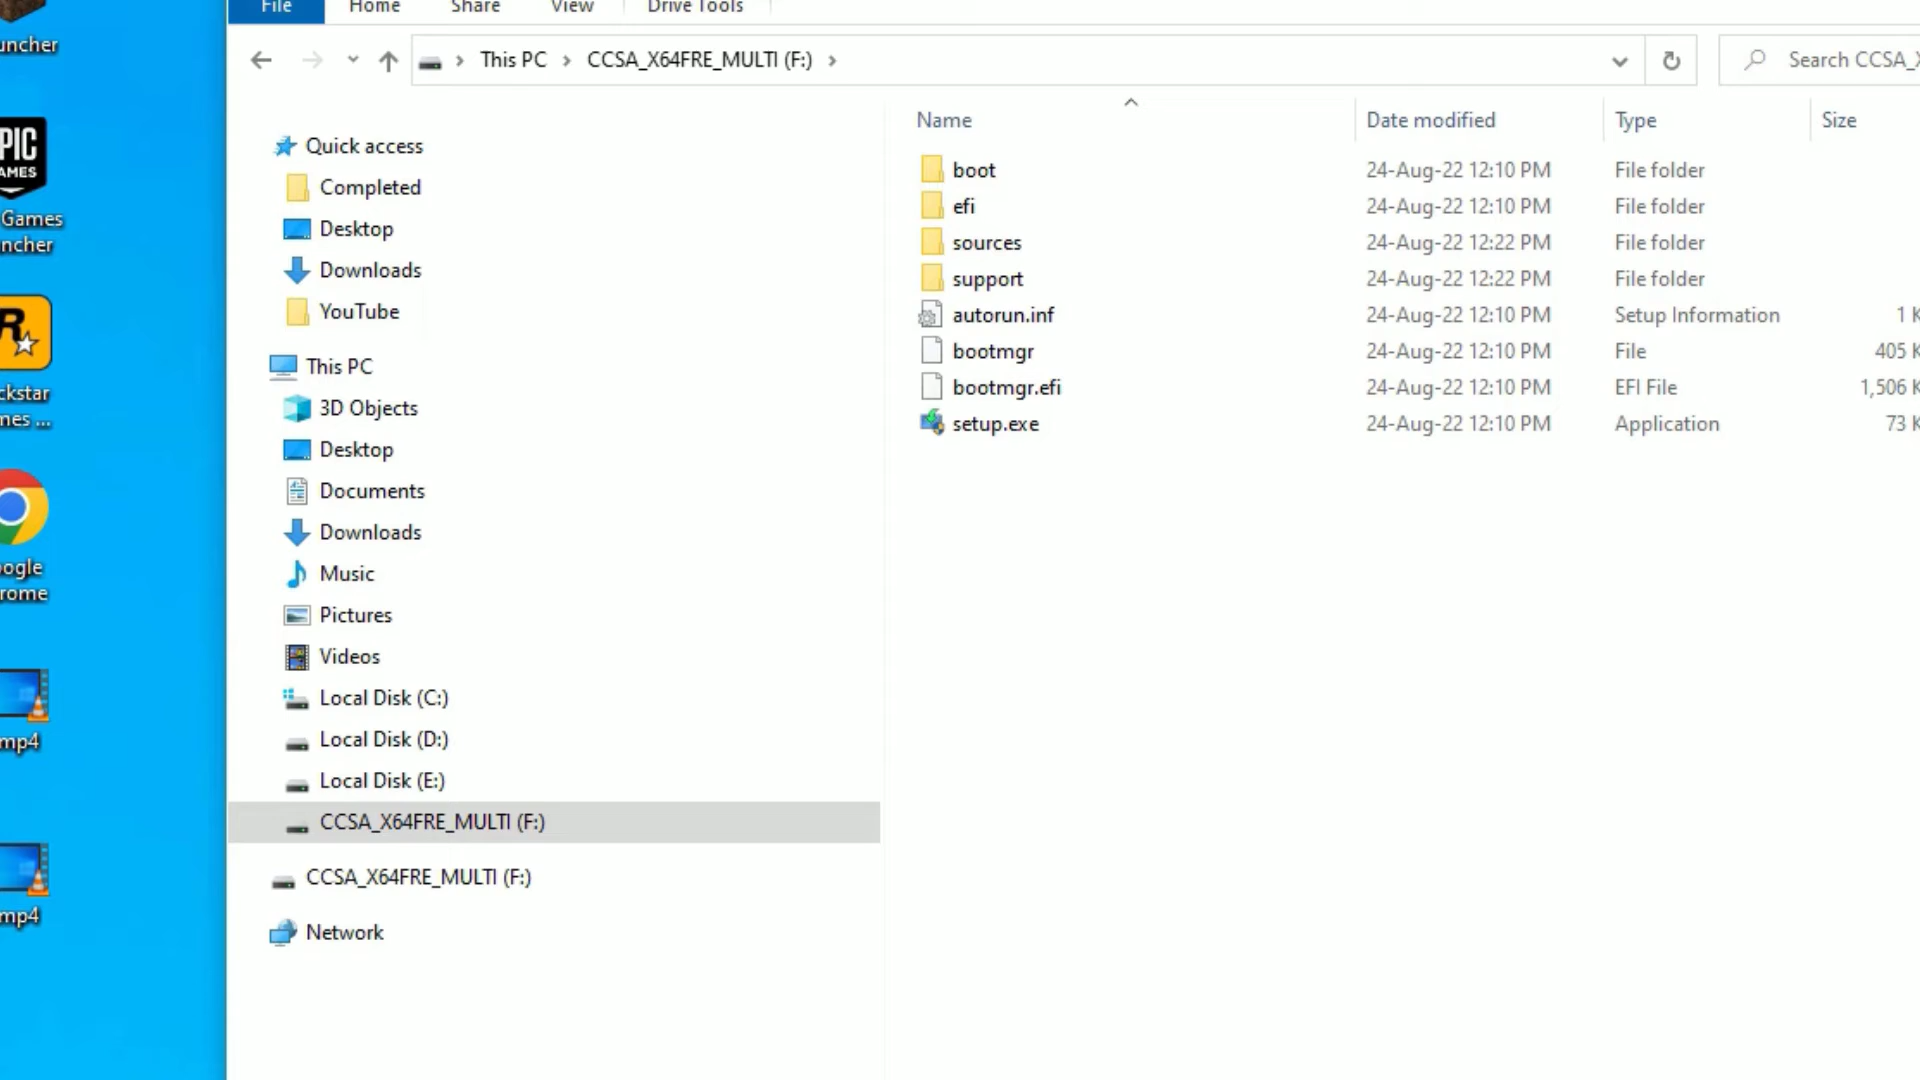 File Home Share View Drive Tools
This PC CCSA_X64FRE_MULTI (F:)
Search CCSA_X
Name Date modified Type Size
boot 24-Aug-22 12:10 PM File folder
efi 24-Aug-22 12:10 PM File folder
sources 24-Aug-22 12:22 PM File folder
support 24-Aug-22 12:22 PM File folder
autorun.inf 24-Aug-22 12:10 PM Setup Information 1 K
bootmgr 24-Aug-22 12:10 PM File 405 K
bootmgr.efi 24-Aug-22 12:10 PM EFI File 1,506 K
setup.exe 24-Aug-22 12:10 PM Application 73 K
Quick access
Completed
Desktop
Downloads
YouTube
This PC
3D Objects
Desktop
Documents
Downloads
Music
Pictures
Videos
Local Disk (C:)
Local Disk (D:)
Local Disk (E:)
CCSA_X64FRE_MULTI (F:)
CCSA_X64FRE_MULTI (F:)
Network
uncher
PIC
AMES
Games
ncher
R
ckstar
mes ...
ogle
rome
mp4
mp4